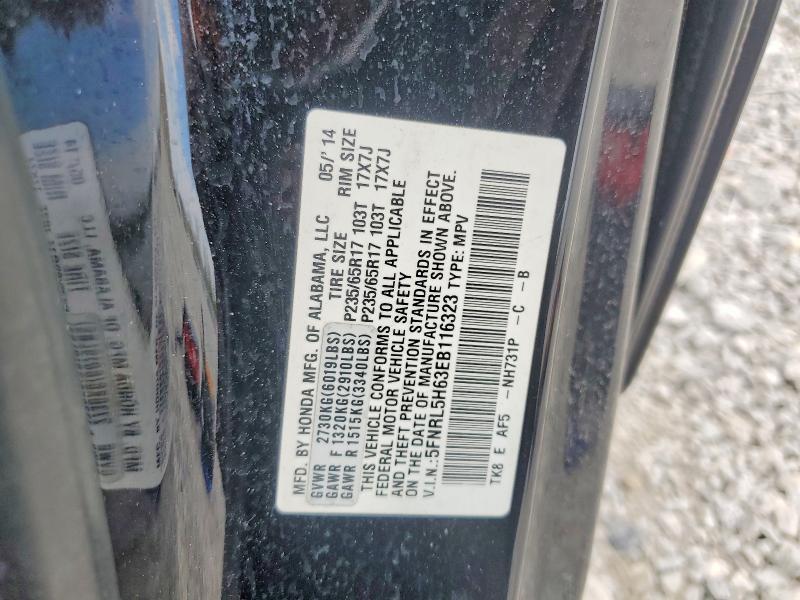 MFD. BY HONDA MFG. OF ALABAMA, LLC 05/'14
GVWR 2730KG(6019LBS) TIRE SIZE RIM SIZE
GAWR F 1320KG(2910LBS) P235/65R17 103T 17X7J
GAWR R 1515KG(3340LBS) P235/65R17 103T 17X7J
THIS VEHICLE CONFORMS TO ALL APPLICABLE
FEDERAL MOTOR VEHICLE SAFETY
AND THEFT PREVENTION STANDARDS IN EFFECT
ON THE DATE OF MANUFACTURE SHOWN ABOVE.
V.I.N.:5FNRL5H63EB116323 TYPE: MPV
TK8 E AF5 -NH731P -C -B